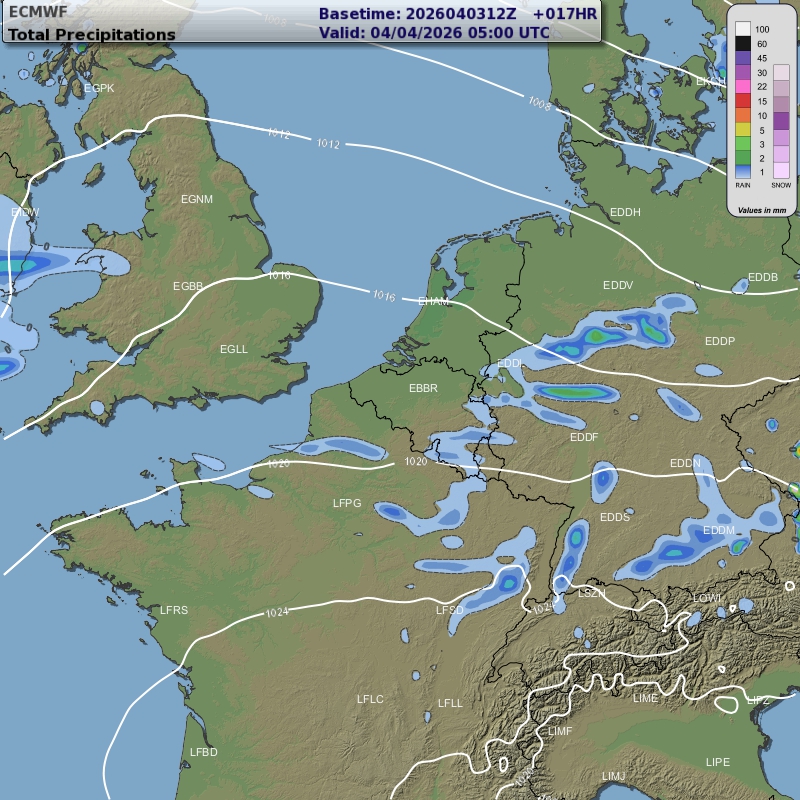 ECMWF
Basetime: 2026040312Z +017HR
Total Precipitations
Valid: 04/04/2026 05:00 UTC
1008
100
60
45
30
22
15
10
5
3
2
1
RAIN
SNOW
Values in mm
EGPK
1012
1012
EGNM
EIDW
EDDH
0
1016
1016
EGBB
EHAM
EDDV
EDDB
0
EGLL
EDDP
EBBR
EDDF
1020
1020
EDDN
LFPG
EDDS
EDDM
LFRS
1024
LFSD
LSZH
LOWI
LFLC
LFLL
LIME
LIPZ
LIMF
LFBD
LIPE
LIMJ